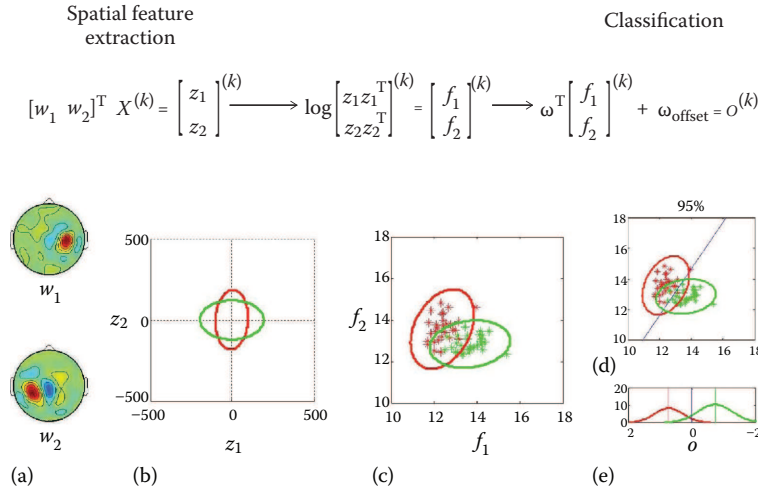 Spatial feature
extraction
Classification
[w₁ w₂]ᵀ X⁽ᵏ⁾ = [z₁ z₂]⁽ᵏ⁾ ⟶ log[z₁z₁ᵀ z₂z₂ᵀ]⁽ᵏ⁾ = [f₁ f₂]⁽ᵏ⁾ ⟶ ωᵀ[f₁ f₂]⁽ᵏ⁾ + ω_offset = O⁽ᵏ⁾
w₁
w₂
(a)
500
z₂ 0
−500
−500 0 500
z₁
(b)
18
16
f₂ 14
12
10
10 12 14 16 18
f₁
(c)
95%
18
16
14
12
10
10 12 14 16 18
(d)
20
10
0
2 0 −2
o
(e)